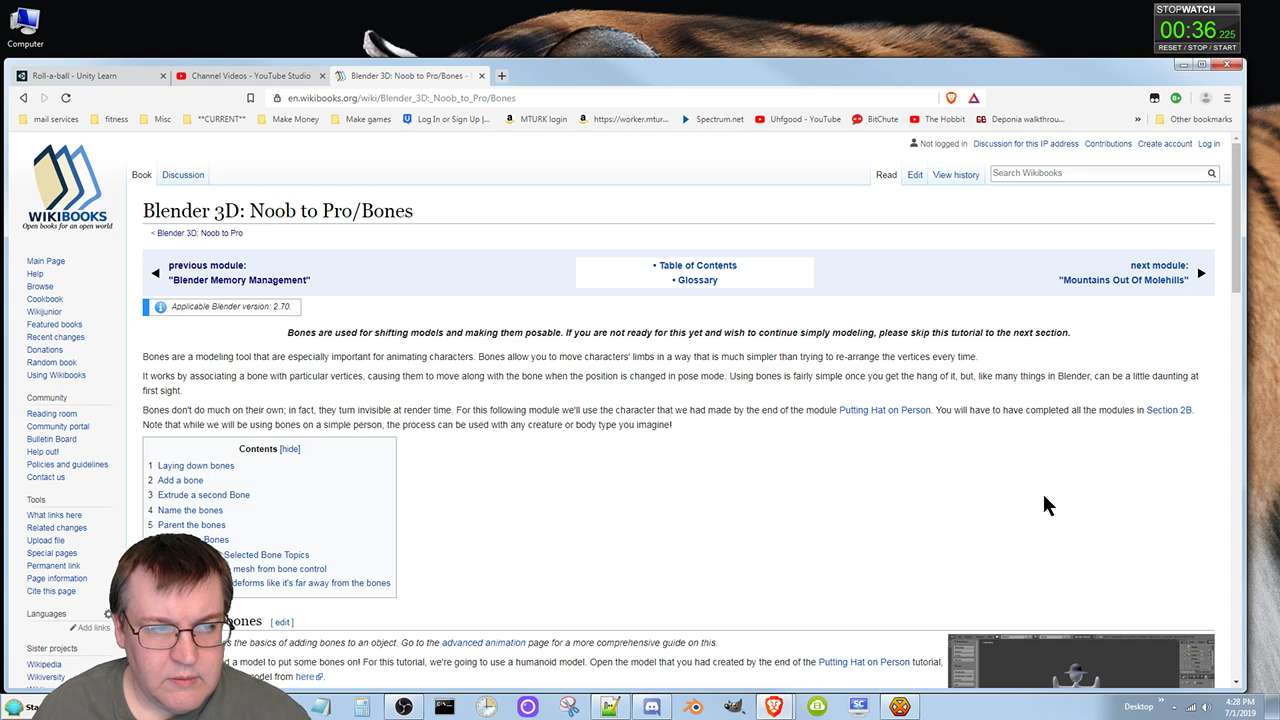 Computer
STOPWATCH
00:36.225
RESET / STOP / START
Roll-a-ball - Unity Learn
Channel Videos - YouTube Studio
Blender 3D: Noob to Pro/Bones -
en.wikibooks.org/wiki/Blender_3D:_Noob_to_Pro/Bones
mail services
fitness
Misc
**CURRENT**
Make Money
Make games
Log In or Sign Up |...
MTURK login
https://worker.mtur...
Spectrum.net
Uhfgood - YouTube
BitChute
The Hobbit
Deponia walkthrou...
»
Other bookmarks
Not logged in Discussion for this IP address Contributions Create account Log in
WIKIBOOKS
Open books for an open world
Book Discussion
Read Edit View history
Search Wikibooks
Blender 3D: Noob to Pro/Bones
< Blender 3D: Noob to Pro
previous module:
"Blender Memory Management"
• Table of Contents
• Glossary
next module:
"Mountains Out Of Molehills"
Applicable Blender version: 2.70.
Bones are used for shifting models and making them posable. If you are not ready for this yet and wish to continue simply modeling, please skip this tutorial to the next section.
Bones are a modeling tool that are especially important for animating characters. Bones allow you to move characters' limbs in a way that is much simpler than trying to re-arrange the vertices every time.
It works by associating a bone with particular vertices, causing them to move along with the bone when the position is changed in pose mode. Using bones is fairly simple once you get the hang of it, but, like many things in Blender, can be a little daunting at
first sight.
Bones don't do much on their own; in fact, they turn invisible at render time. For this following module we'll use the character that we had made by the end of the module Putting Hat on Person. You will have to have completed all the modules in Section 2B.
Note that while we will be using bones on a simple person, the process can be used with any creature or body type you imagine!
Contents [hide]
1 Laying down bones
2 Add a bone
3 Extrude a second Bone
4 Name the bones
5 Parent the bones
Bones
Selected Bone Topics
mesh from bone control
deforms like it's far away from the bones
ones [ edit ]
s the basics of adding bones to an object. Go to the advanced animation page for a more comprehensive guide on this.
d a model to put some bones on! For this tutorial, we're going to use a humanoid model. Open the model that you had created by the end of the Putting Hat on Person tutorial,
odel from here.
Main Page
Help
Browse
Cookbook
Wikijunior
Featured books
Recent changes
Donations
Random book
Using Wikibooks
Community
Reading room
Community portal
Bulletin Board
Help out!
Policies and guidelines
Contact us
Tools
What links here
Related changes
Upload file
Special pages
Permanent link
Page information
Cite this page
Languages
Add links
Sister projects
Wikipedia
Wikiversity
Sta
SC
Desktop »
4:28 PM
7/1/2019